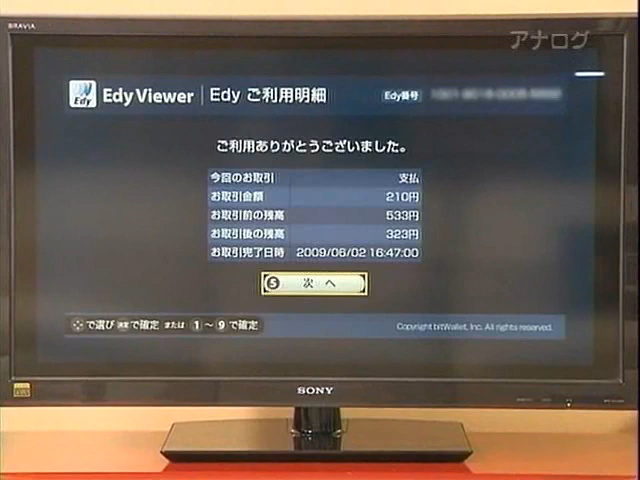 BRAVIA
アナログ
Edy
Edy Viewer
Edy ご利用明細
Edy番号
ご利用ありがとうございました。
今回のお取引 支払
お取引金額 210円
お取引前の残高 533円
お取引後の残高 323円
お取引完了日時 2009/06/02 16:47:00
5 次 へ
で選び 決定 で確定 または 1 ~ 9 で確定
Copyright bitWallet, Inc. All rights reserved.
SONY